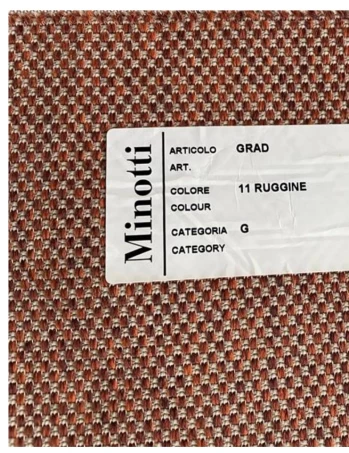 Minotti
ARTICOLO GRAD
ART.
COLORE 11 RUGGINE
COLOUR
CATEGORIA G
CATEGORY